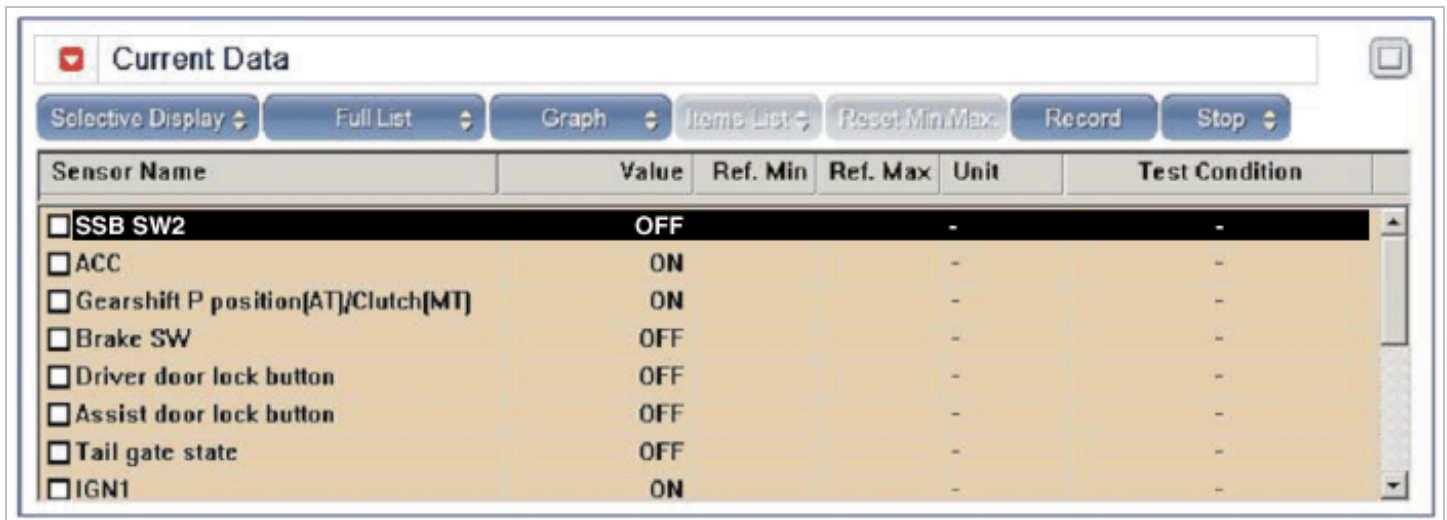 Current Data
Selective Display Full List Graph Items List Reset Min.Max. Record Stop
Sensor Name Value Ref. Min Ref. Max Unit Test Condition
SSB SW2 OFF - -
ACC ON - -
Gearshift P position(AT)/Clutch(MT) ON - -
Brake SW OFF - -
Driver door lock button OFF - -
Assist door lock button OFF - -
Tail gate state OFF - -
IGN1 ON - -